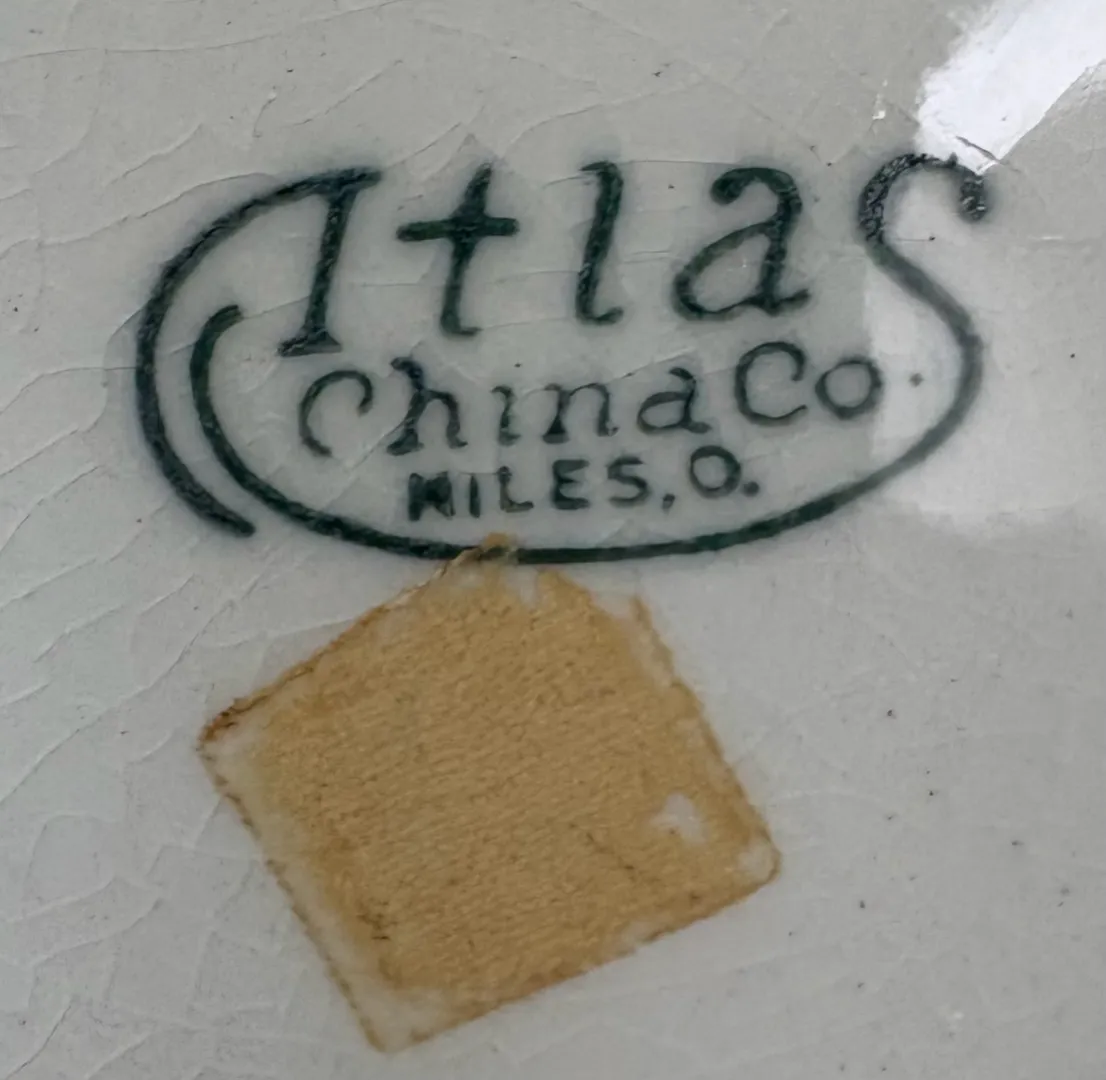 Atlas
China Co.
NILES, O.